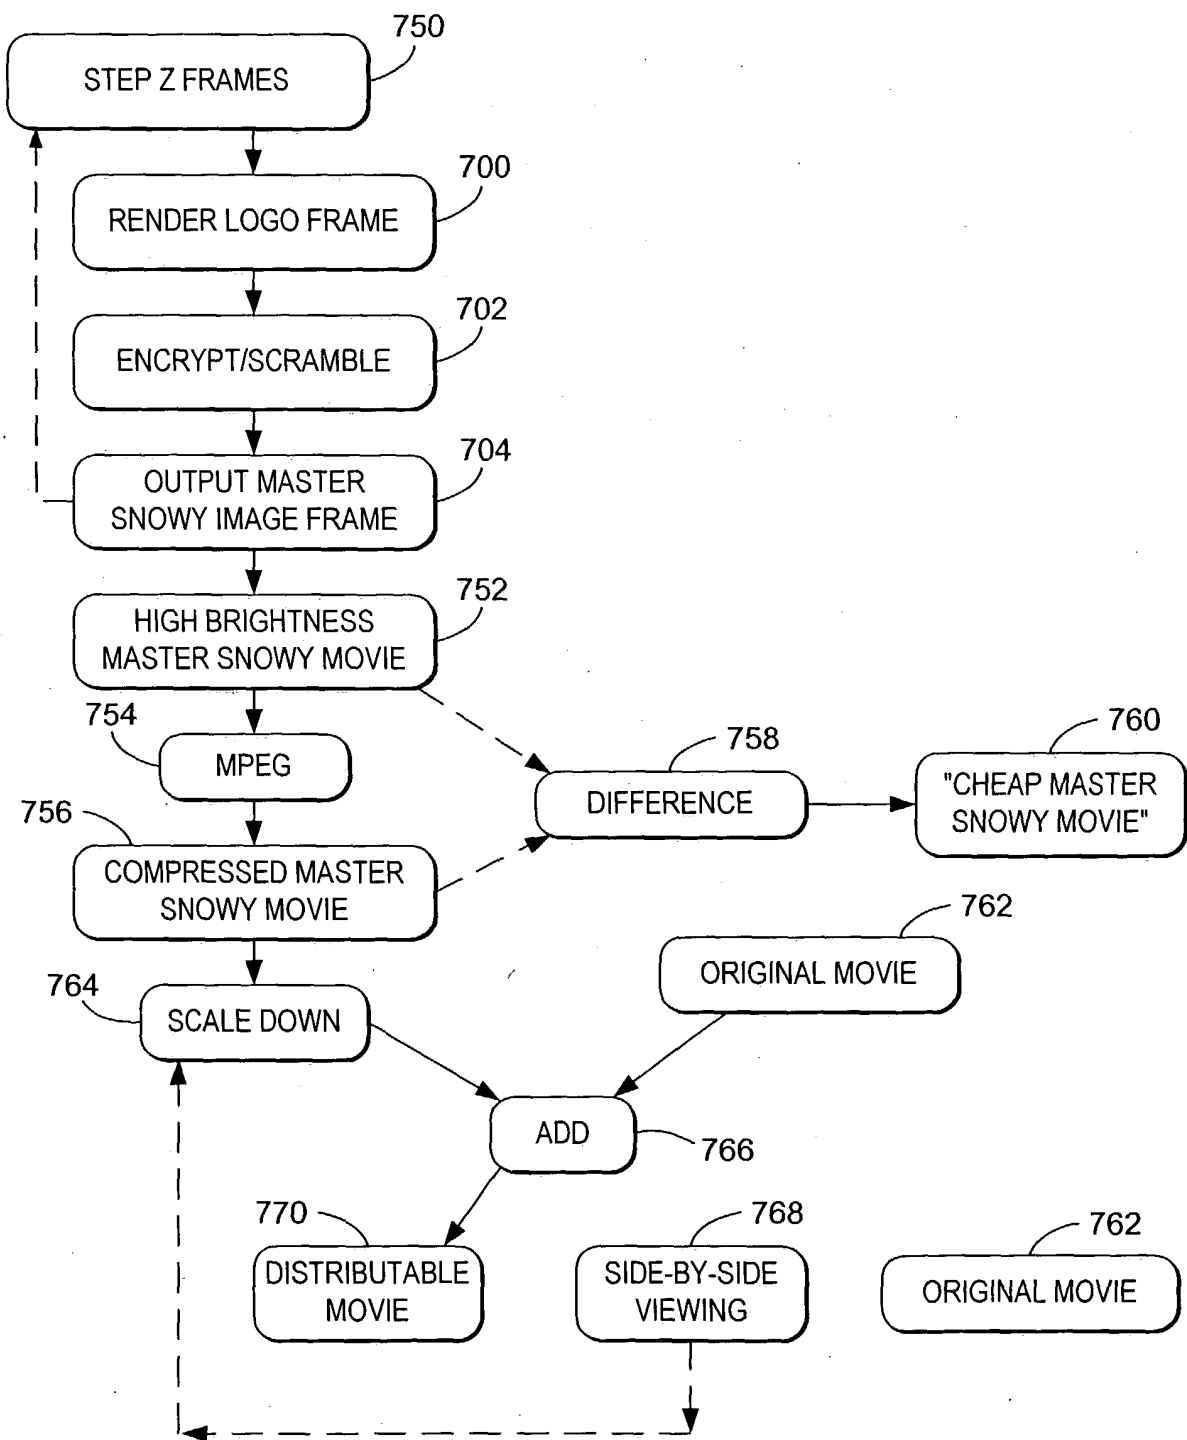 750
STEP Z FRAMES
700
RENDER LOGO FRAME
702
ENCRYPT/SCRAMBLE
704
OUTPUT MASTER
SNOWY IMAGE FRAME
752
HIGH BRIGHTNESS
MASTER SNOWY MOVIE
754
MPEG
758
DIFFERENCE
760
"CHEAP MASTER
SNOWY MOVIE"
756
COMPRESSED MASTER
SNOWY MOVIE
762
ORIGINAL MOVIE
764
SCALE DOWN
ADD
766
770
DISTRIBUTABLE
MOVIE
768
SIDE-BY-SIDE
VIEWING
762
ORIGINAL MOVIE